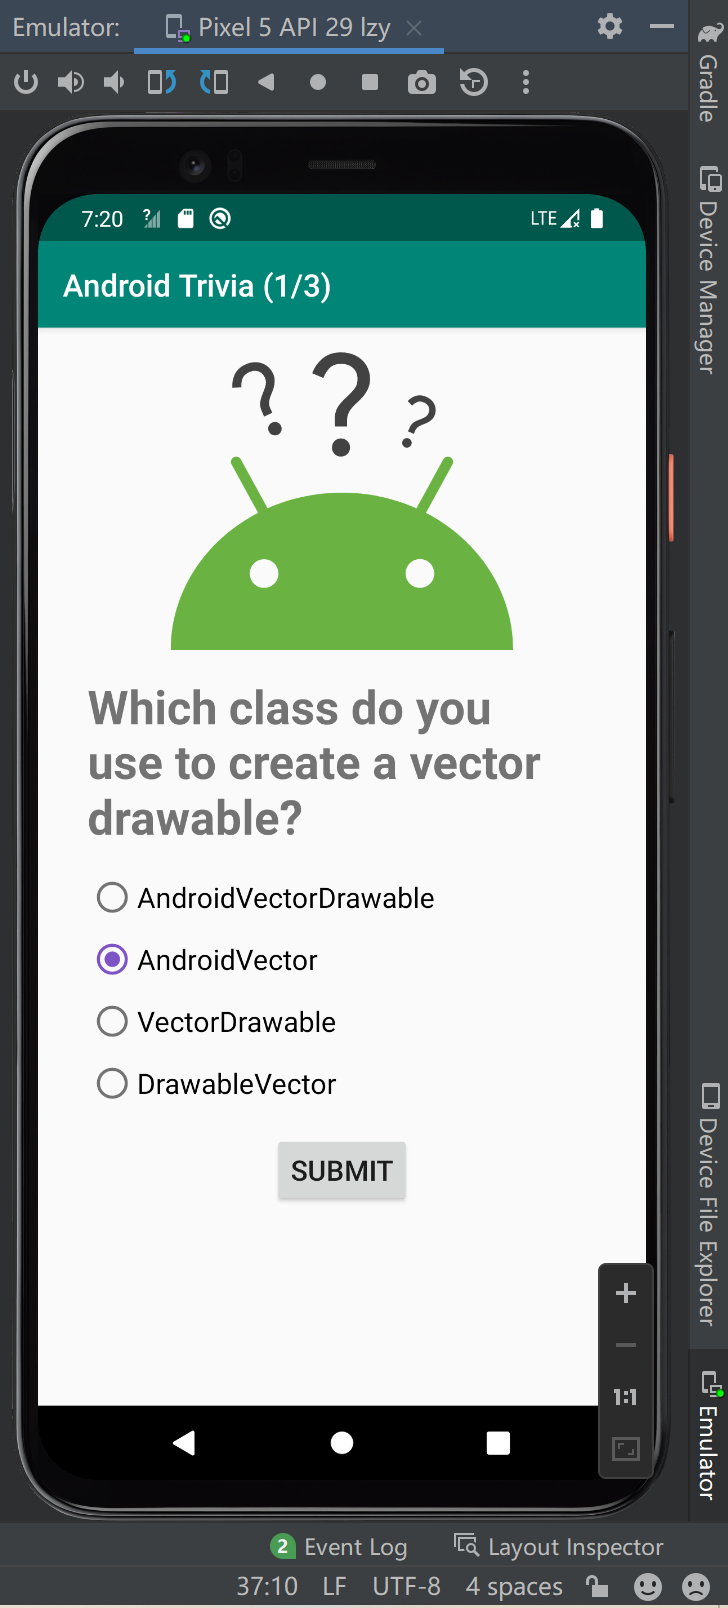 Emulator: Pixel 5 API 29 lzy
Gradle
Device Manager
7:20 ? LTE
Android Trivia (1/3)
? ? ?
Which class do you
use to create a vector
drawable?
AndroidVectorDrawable
AndroidVector
VectorDrawable
DrawableVector
SUBMIT
Device File Explorer
1:1
Emulator
2 Event Log Layout Inspector
37:10 LF UTF-8 4 spaces